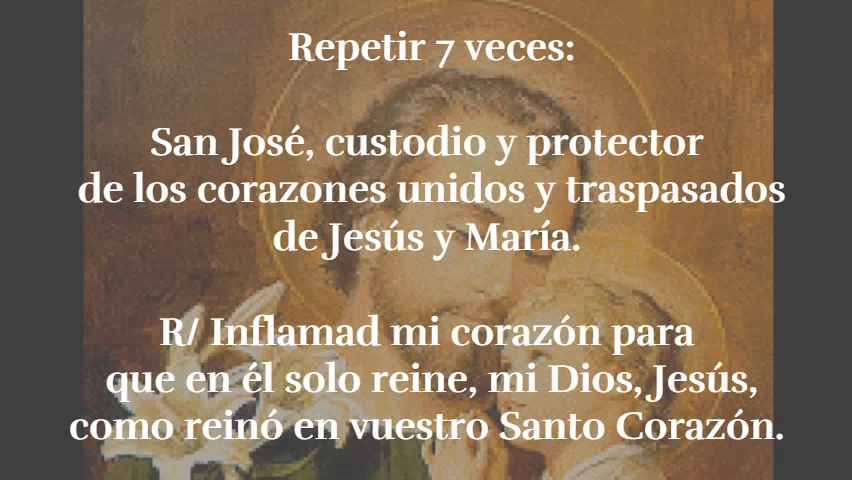 Repetir 7 veces:
San José, custodio y protector
de los corazones unidos y traspasados
de Jesús y María.
R/ Inflamad mi corazón para
que en él solo reine, mi Dios, Jesús,
como reinó en vuestro Santo Corazón.